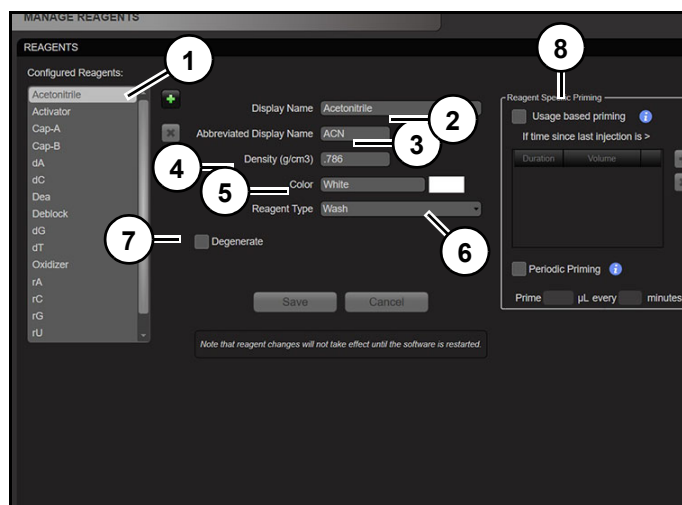 MANAGE REAGENTS
REAGENTS
8
1
Configured Reagents:
Acetonitrile
Activator
Cap-A
Cap-B
dA
dC
Dea
Deblock
dG
dT
Oxidizer
rA
rC
rG
rU
Display Name Acetonitrile
2
Abbreviated Display Name ACN
3
4
Density (g/cm3) .786
5
Color White
Reagent Type Wash
6
7
Degenerate
Save Cancel
Note that reagent changes will not take effect until the software is restarted.
Reagent Specific Priming
Usage based priming
If time since last injection is >
Duration Volume
Periodic Priming
Prime µL every minutes